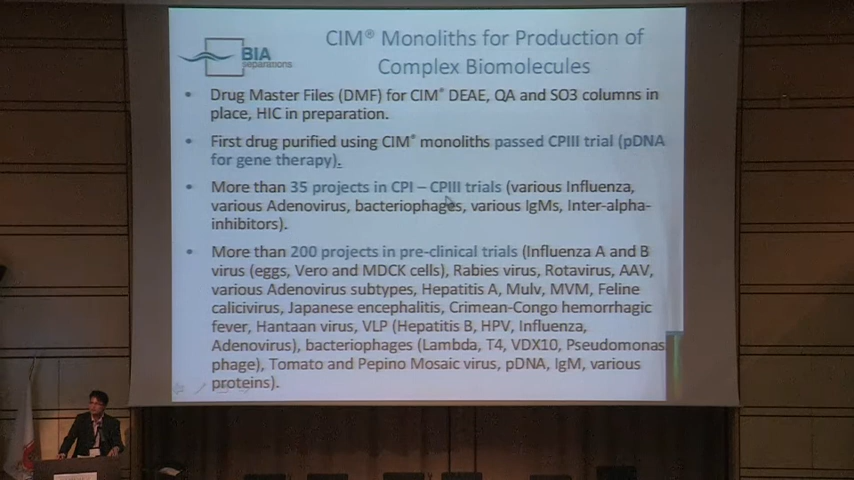 BIA
separations
CIM® Monoliths for Production of
Complex Biomolecules
• Drug Master Files (DMF) for CIM® DEAE, QA and SO3 columns in
place, HIC in preparation.
• First drug purified using CIM® monoliths passed CPIII trial (pDNA
for gene therapy).
• More than 35 projects in CPI – CPIII trials (various Influenza,
various Adenovirus, bacteriophages, various IgMs, Inter-alpha-
inhibitors).
• More than 200 projects in pre-clinical trials (Influenza A and B
virus (eggs, Vero and MDCK cells), Rabies virus, Rotavirus, AAV,
various Adenovirus subtypes, Hepatitis A, Mulv, MVM, Feline
calicivirus, Japanese encephalitis, Crimean-Congo hemorrhagic
fever, Hantaan virus, VLP (Hepatitis B, HPV, Influenza,
Adenovirus), bacteriophages (Lambda, T4, VDX10, Pseudomonas
phage), Tomato and Pepino Mosaic virus, pDNA, IgM, various
proteins).